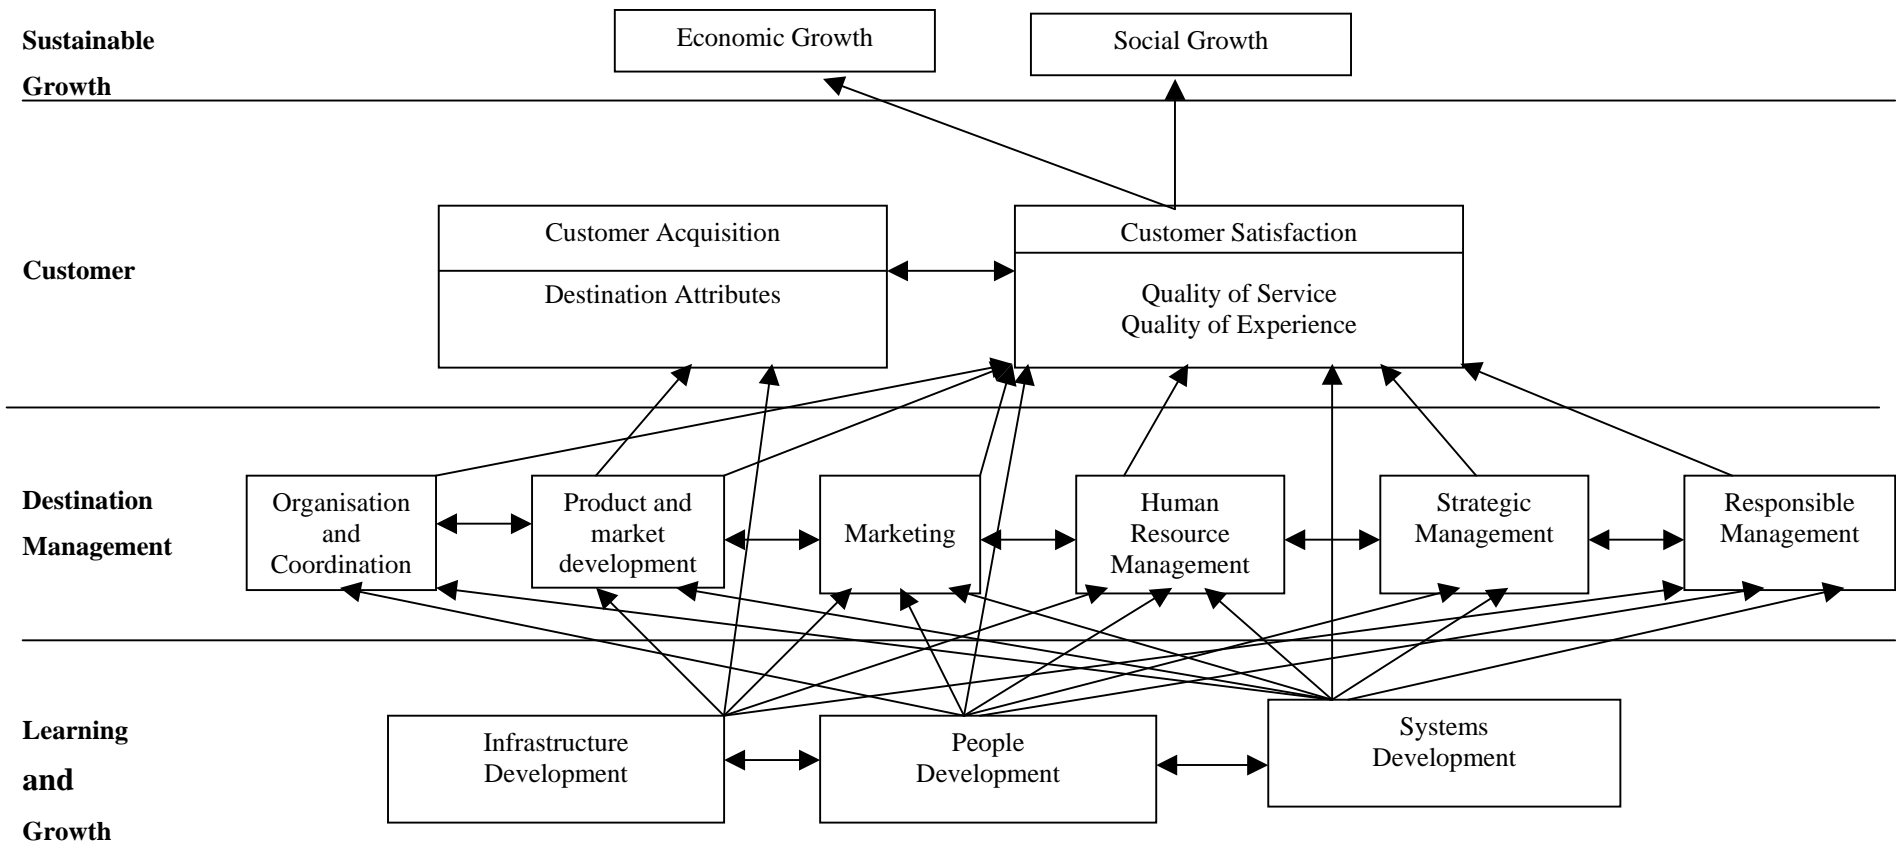 Sustainable
Growth
Economic Growth
Social Growth
Customer
Customer Acquisition
Destination Attributes
Customer Satisfaction
Quality of Service
Quality of Experience
Destination
Management
Organisation
and
Coordination
Product and
market
development
Marketing
Human
Resource
Management
Strategic
Management
Responsible
Management
Learning
and
Growth
Infrastructure
Development
People
Development
Systems
Development